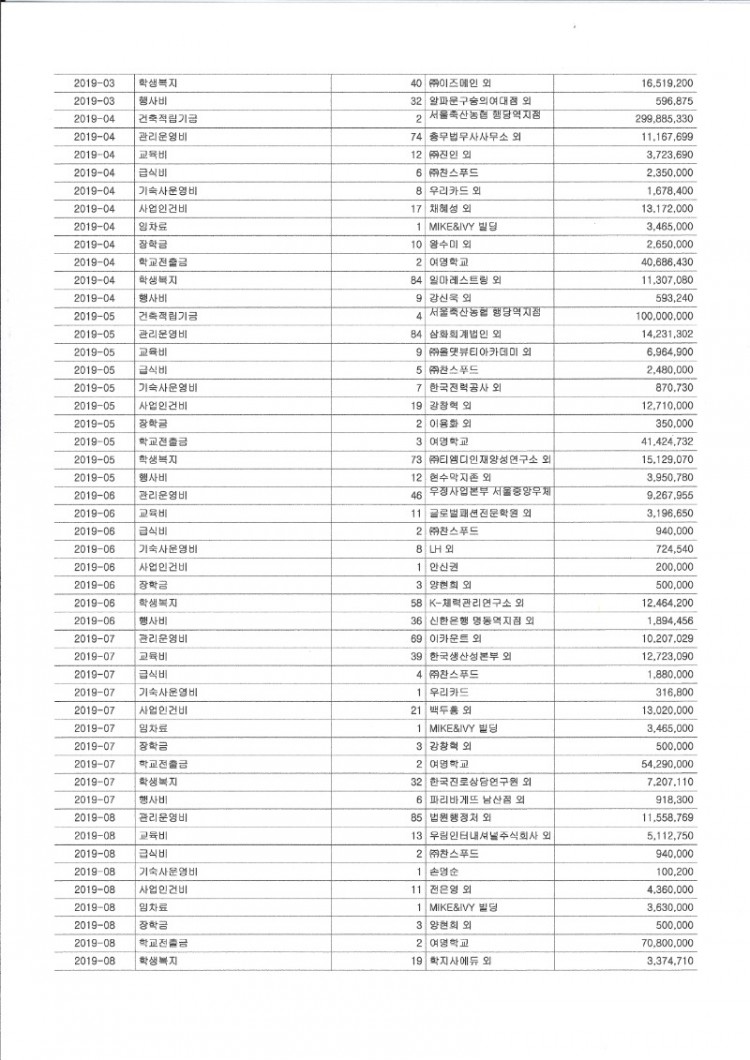 2019-03 학생복지 40 ㈜이즈메인 외 16,519,200
2019-03 행사비 32 알파문구숭의여대점 외 596,875
2019-04 건축적립기금 2 서울축산농협 행당역지점 299,885,330
2019-04 관리운영비 74 충무법무사사무소 외 11,167,699
2019-04 교육비 12 ㈜진인 외 3,723,690
2019-04 급식비 6 ㈜찬스푸드 2,350,000
2019-04 기숙사운영비 8 우리카드 외 1,678,400
2019-04 사업인건비 17 채혜성 외 13,172,000
2019-04 임차료 1 MIKE&IVY 빌딩 3,465,000
2019-04 장학금 10 왕수미 외 2,650,000
2019-04 학교전출금 2 여명학교 40,686,430
2019-04 학생복지 84 일마레스트링 외 11,307,080
2019-04 행사비 9 강신욱 외 593,240
2019-05 건축적립기금 4 서울축산농협 행당역지점 100,000,000
2019-05 관리운영비 84 삼화회계법인 외 14,231,302
2019-05 교육비 9 ㈜올댓뷰티아카데미 외 6,964,900
2019-05 급식비 5 ㈜찬스푸드 2,480,000
2019-05 기숙사운영비 7 한국전력공사 외 870,730
2019-05 사업인건비 19 강창혁 외 12,710,000
2019-05 장학금 2 이용화 외 350,000
2019-05 학교전출금 3 여명학교 41,424,732
2019-05 학생복지 73 ㈜티엠디인재양성연구소 외 15,129,070
2019-05 행사비 12 현수막지존 외 3,950,780
2019-06 관리운영비 46 우정사업본부 서울중앙우체 9,267,955
2019-06 교육비 11 글로벌패션전문학원 외 3,196,650
2019-06 급식비 2 ㈜찬스푸드 940,000
2019-06 기숙사운영비 8 LH 외 724,540
2019-06 사업인건비 1 안신권 200,000
2019-06 장학금 3 양현희 외 500,000
2019-06 학생복지 58 K-체력관리연구소 외 12,464,200
2019-06 행사비 36 신한은행 명동역지점 외 1,894,456
2019-07 관리운영비 69 이카운트 외 10,207,029
2019-07 교육비 39 한국생산성본부 외 12,723,090
2019-07 급식비 4 ㈜찬스푸드 1,880,000
2019-07 기숙사운영비 1 우리카드 316,800
2019-07 사업인건비 21 백두흠 외 13,020,000
2019-07 임차료 1 MIKE&IVY 빌딩 3,465,000
2019-07 장학금 3 강창혁 외 500,000
2019-07 학교전출금 2 여명학교 54,290,000
2019-07 학생복지 32 한국진로상담연구원 외 7,207,110
2019-07 행사비 6 파리바게뜨 남산점 외 918,300
2019-08 관리운영비 85 법원행정처 외 11,558,769
2019-08 교육비 13 우림인터내셔널주식회사 외 5,112,750
2019-08 급식비 2 ㈜찬스푸드 940,000
2019-08 기숙사운영비 1 손명순 100,200
2019-08 사업인건비 11 전은영 외 4,360,000
2019-08 임차료 1 MIKE&IVY 빌딩 3,630,000
2019-08 장학금 3 양현희 외 500,000
2019-08 학교전출금 2 여명학교 70,800,000
2019-08 학생복지 19 학지사에듀 외 3,374,710